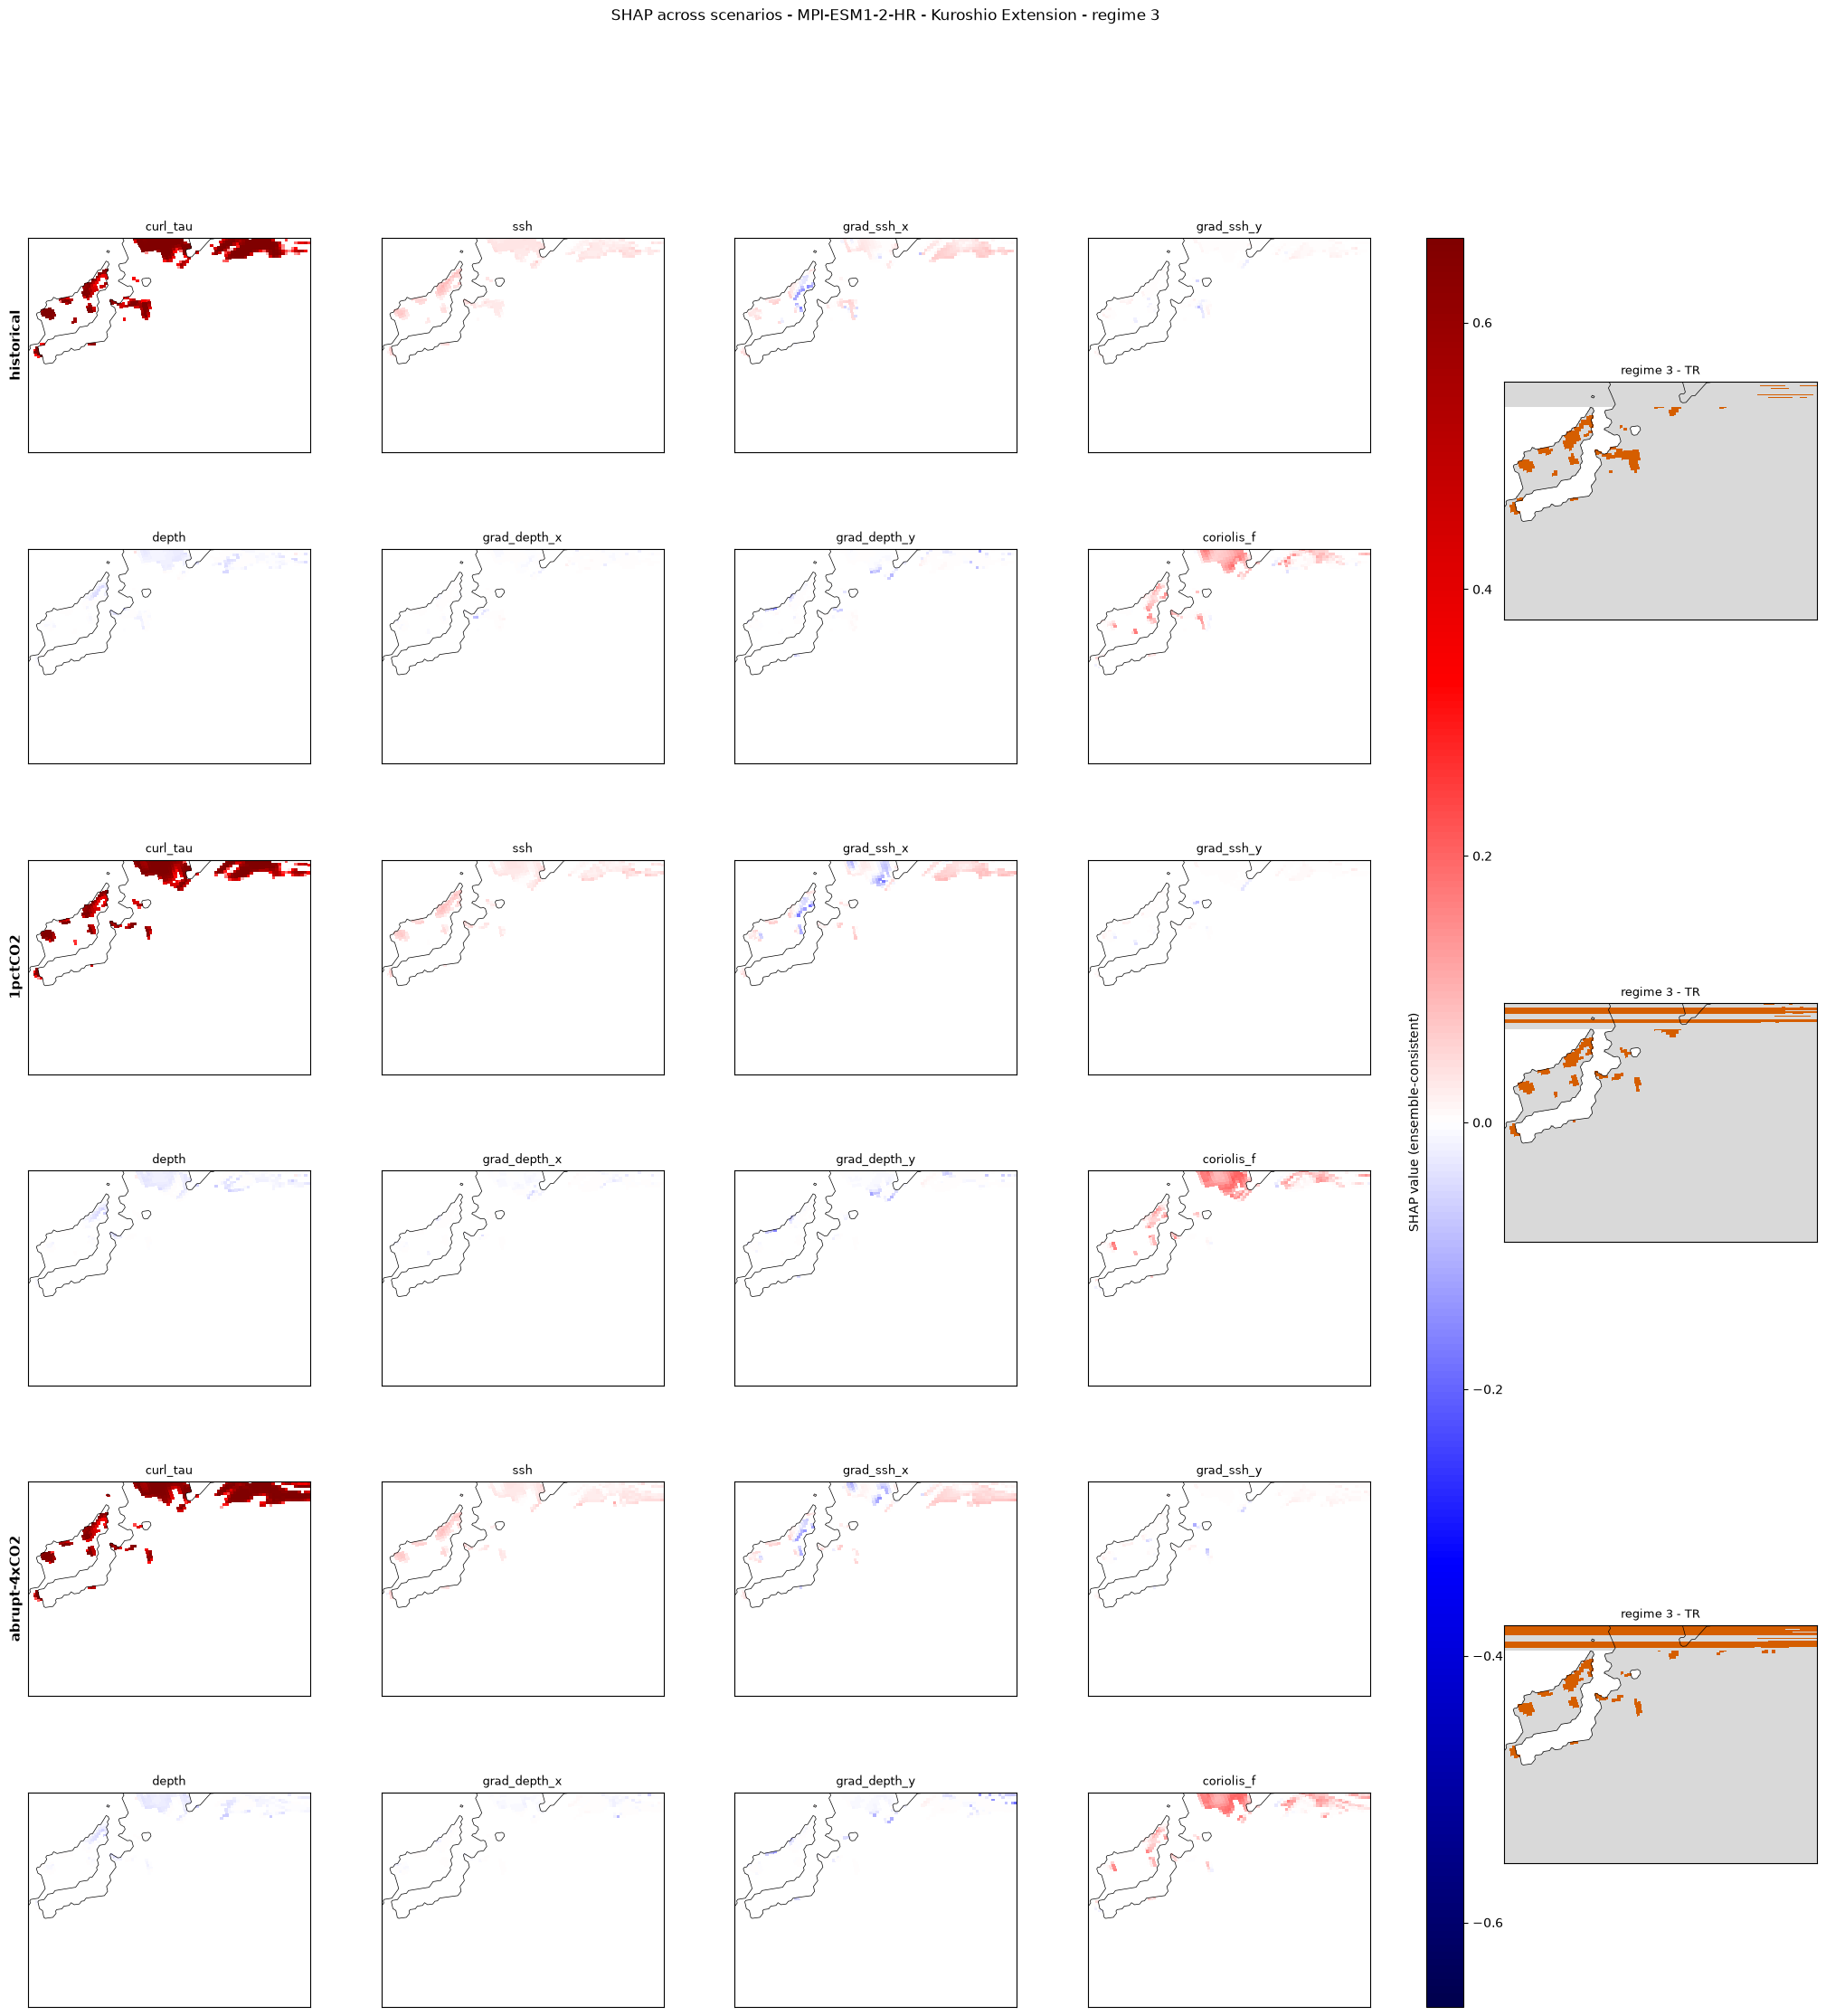 SHAP across scenarios - MPI-ESM1-2-HR - Kuroshio Extension - regime 3
curl_tau
ssh
grad_ssh_x
grad_ssh_y
historical
depth
grad_depth_x
grad_depth_y
coriolis_f
curl_tau
ssh
grad_ssh_x
grad_ssh_y
1pctCO2
depth
grad_depth_x
grad_depth_y
coriolis_f
curl_tau
ssh
grad_ssh_x
grad_ssh_y
abrupt-4xCO2
depth
grad_depth_x
grad_depth_y
coriolis_f
SHAP value (ensemble-consistent)
0.6
0.4
0.2
0.0
−0.2
−0.4
−0.6
regime 3 - TR
regime 3 - TR
regime 3 - TR